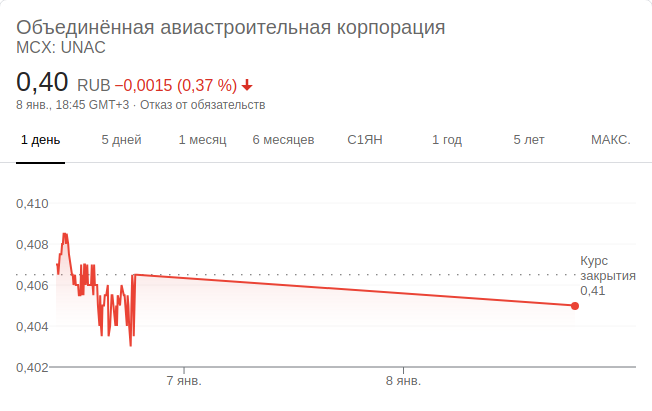 Объединённая авиастроительная корпорация
MCX: UNAC
0,40 RUB −0,0015 (0,37 %)
8 янв., 18:45 GMT+3 · Отказ от обязательств
1 день 5 дней 1 месяц 6 месяцев С1ЯН 1 год 5 лет МАКС.
0,410
0,408
0,406
0,404
0,402
Курс
закрытия
0,41
7 янв. 8 янв.